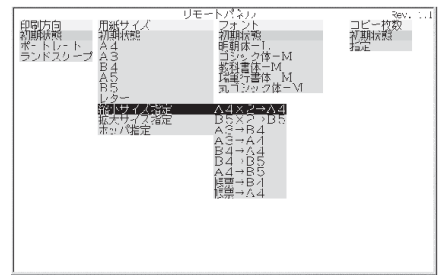 リモートパネル Rev. 1.1
印刷方向 用紙サイズ フォント コピー枚数
初期状態 初期状態 初期状態 初期状態
ポートレート A4 明朝体-L 指定
ランドスケープ A3 ゴシック体-M
B4 教科書体-M
A5 楷行書体-M
B5 丸ゴシック体-M
レター
縮小サイズ指定 A4×2→A4
拡大サイズ指定 B5×2→B5
ホッパ指定 A3→B4
A3→A4
B4→A4
B4→B5
A4→B5
帳票→B4
帳票→A4